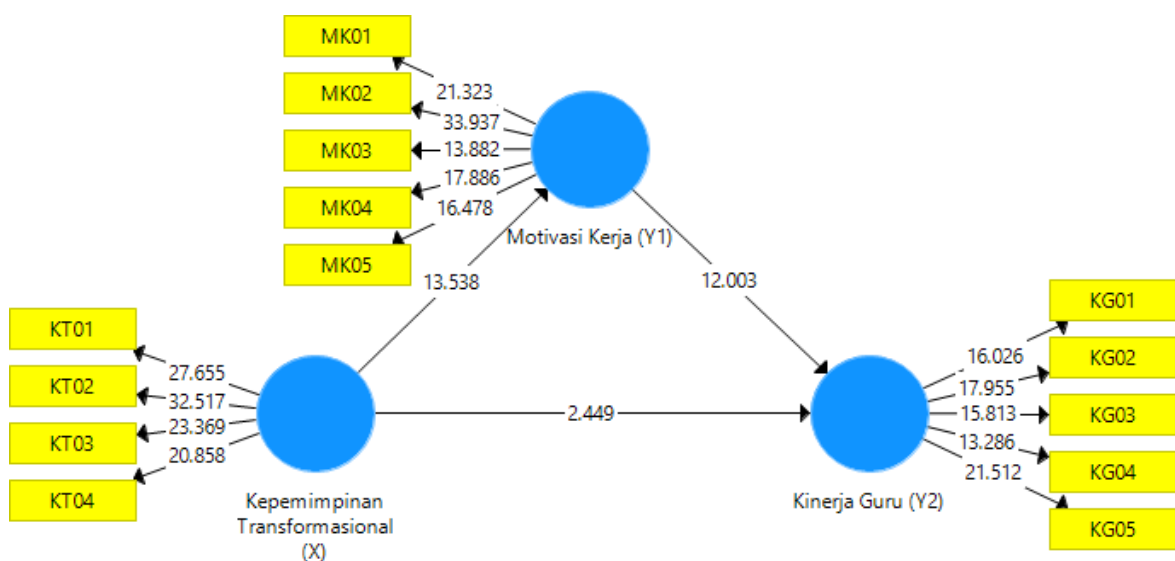 MK01
MK02
MK03
MK04
MK05
21.323
33.937
13.882
17.886
16.478
Motivasi Kerja (Y1)
13.538
12.003
KT01
KT02
KT03
KT04
27.655
32.517
23.369
20.858
Kepemimpinan
Transformasional
(X)
2.449
Kinerja Guru (Y2)
16.026
17.955
15.813
13.286
21.512
KG01
KG02
KG03
KG04
KG05